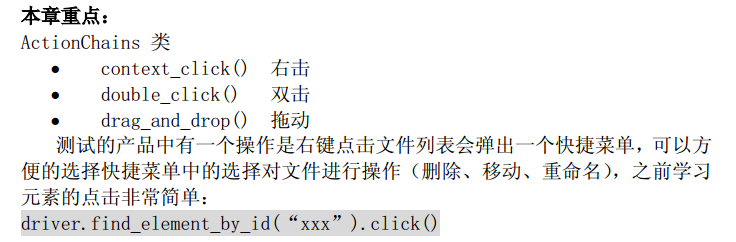 本章重点：
ActionChains 类
● context_click() 右击
● double_click() 双击
● drag_and_drop() 拖动
测试的产品中有一个操作是右键点击文件列表会弹出一个快捷菜单，可以方
便的选择快捷菜单中的选择对文件进行操作（删除、移动、重命名），之前学习
元素的点击非常简单：
driver.find_element_by_id(“xxx”).click()